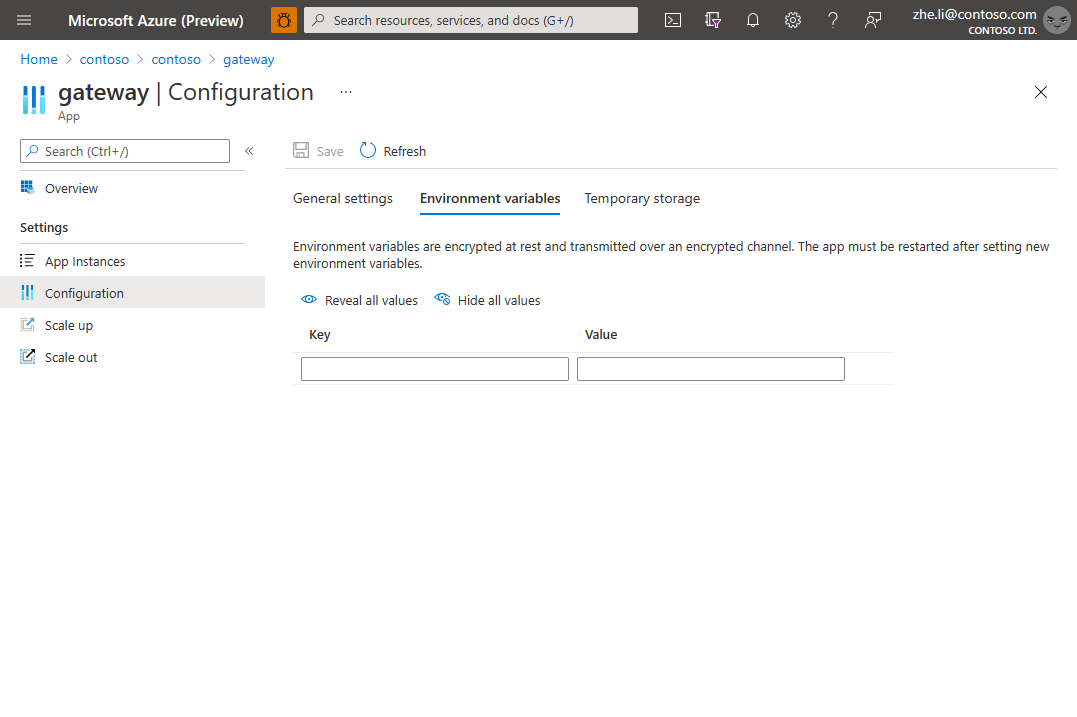 Microsoft Azure (Preview)
Search resources, services, and docs (G+/)
zhe.li@contoso.com
CONTOSO LTD.
Home > contoso > contoso > gateway
gateway | Configuration ...
App
Search (Ctrl+/)
«
Save
Refresh
Overview
Settings
App Instances
Configuration
Scale up
Scale out
General settings
Environment variables
Temporary storage
Environment variables are encrypted at rest and transmitted over an encrypted channel. The app must be restarted after setting new
environment variables.
Reveal all values
Hide all values
Key
Value